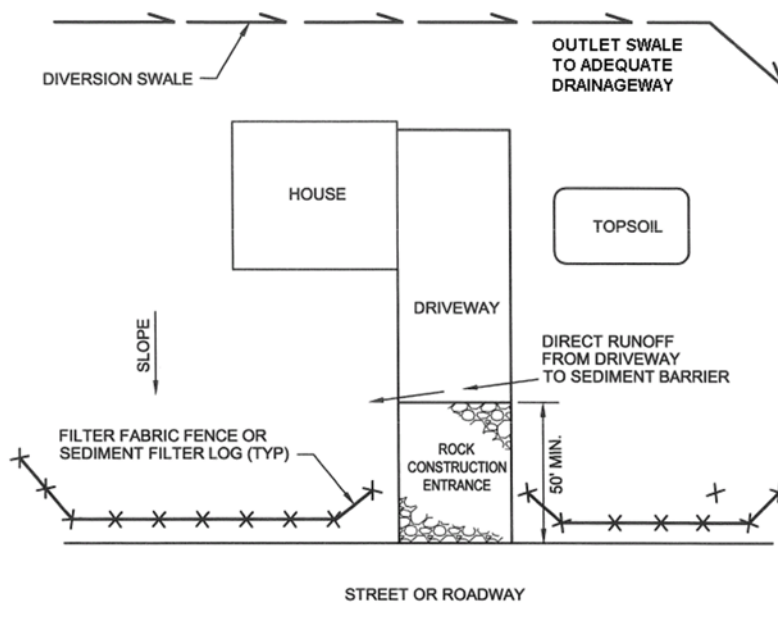 DIVERSION SWALE
OUTLET SWALE
TO ADEQUATE
DRAINAGEWAY
HOUSE
TOPSOIL
DRIVEWAY
SLOPE
DIRECT RUNOFF
FROM DRIVEWAY
TO SEDIMENT BARRIER
FILTER FABRIC FENCE OR
SEDIMENT FILTER LOG (TYP)
ROCK
CONSTRUCTION
ENTRANCE
50' MIN.
STREET OR ROADWAY